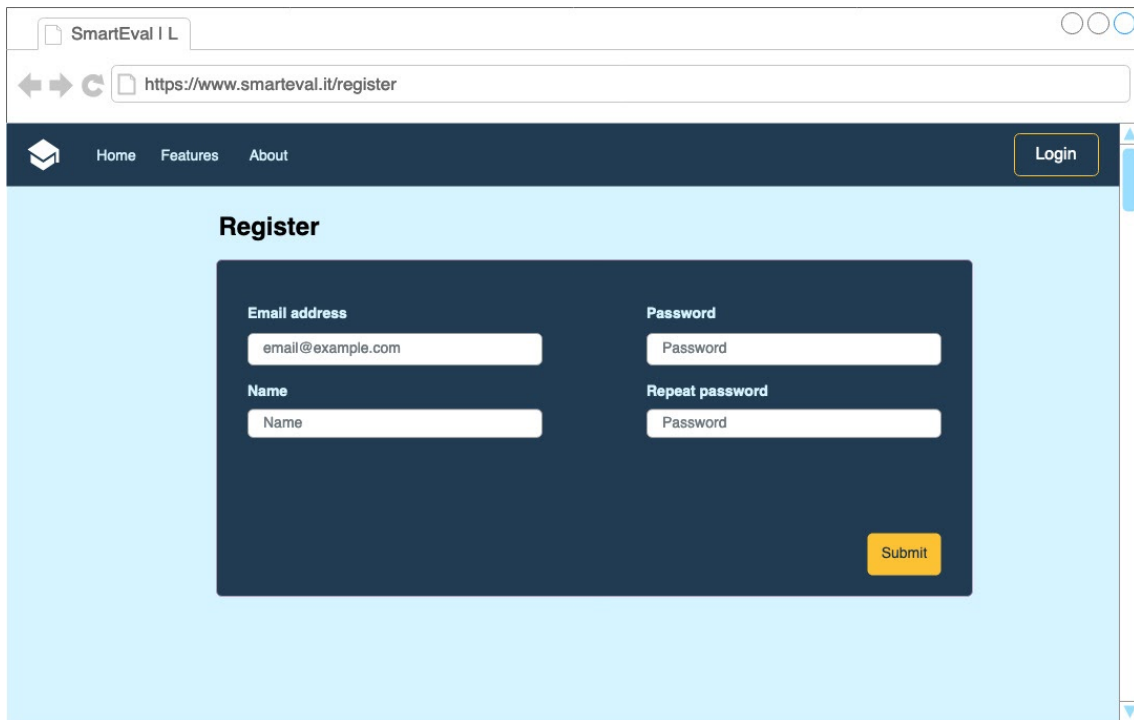 SmartEval | L
https://www.smarteval.it/register
Home Features About Login
Register
Email address Password
email@example.com Password
Name Repeat password
Name Password
Submit